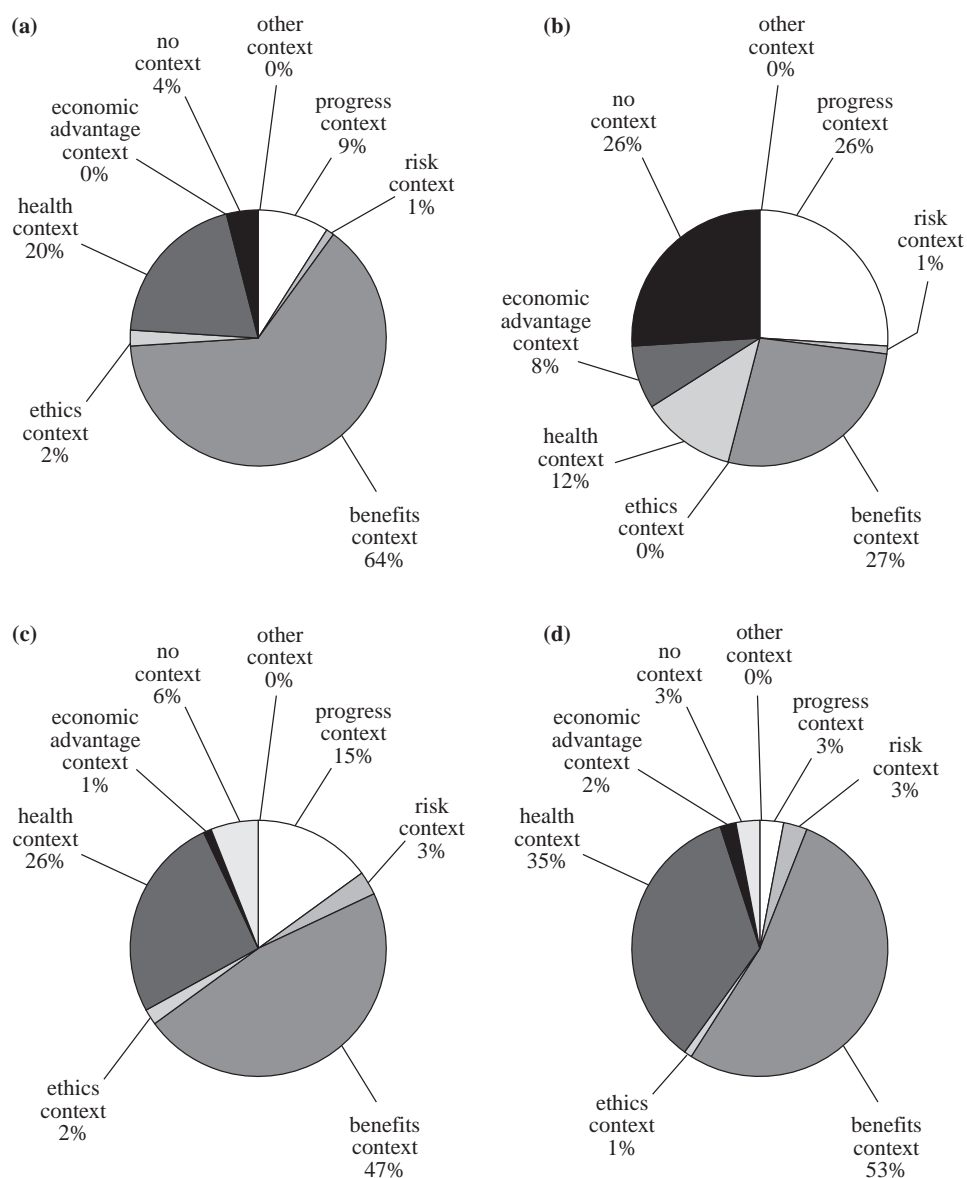 (a)
other
context
0%
no
context
4%
progress
context
9%
economic
advantage
context
0%
risk
context
1%
health
context
20%
ethics
context
2%
benefits
context
64%
(b)
other
context
0%
no
context
26%
progress
context
26%
risk
context
1%
economic
advantage
context
8%
health
context
12%
ethics
context
0%
benefits
context
27%
(c)
other
context
0%
no
context
6%
progress
context
15%
economic
advantage
context
1%
risk
context
3%
health
context
26%
ethics
context
2%
benefits
context
47%
(d)
other
context
0%
no
context
3%
progress
context
3%
economic
advantage
context
2%
risk
context
3%
health
context
35%
ethics
context
1%
benefits
context
53%